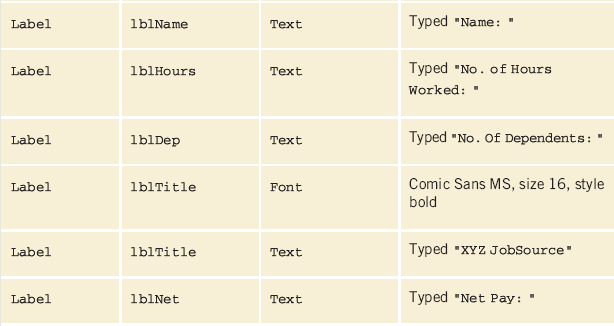 Label lblName Text Typed "Name: "
Label lblHours Text Typed "No. of Hours
Worked: "
Label lblDep Text Typed "No. Of Dependents: "
Label lblTitle Font Comic Sans MS, size 16, style
bold
Label lblTitle Text Typed "XYZ JobSource"
Label lblNet Text Typed "Net Pay: "